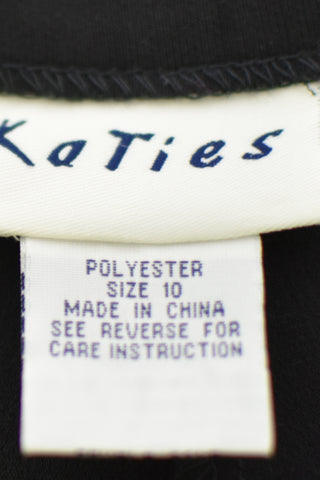 KaTies
POLYESTER
SIZE 10
MADE IN CHINA
SEE REVERSE FOR
CARE INSTRUCTION